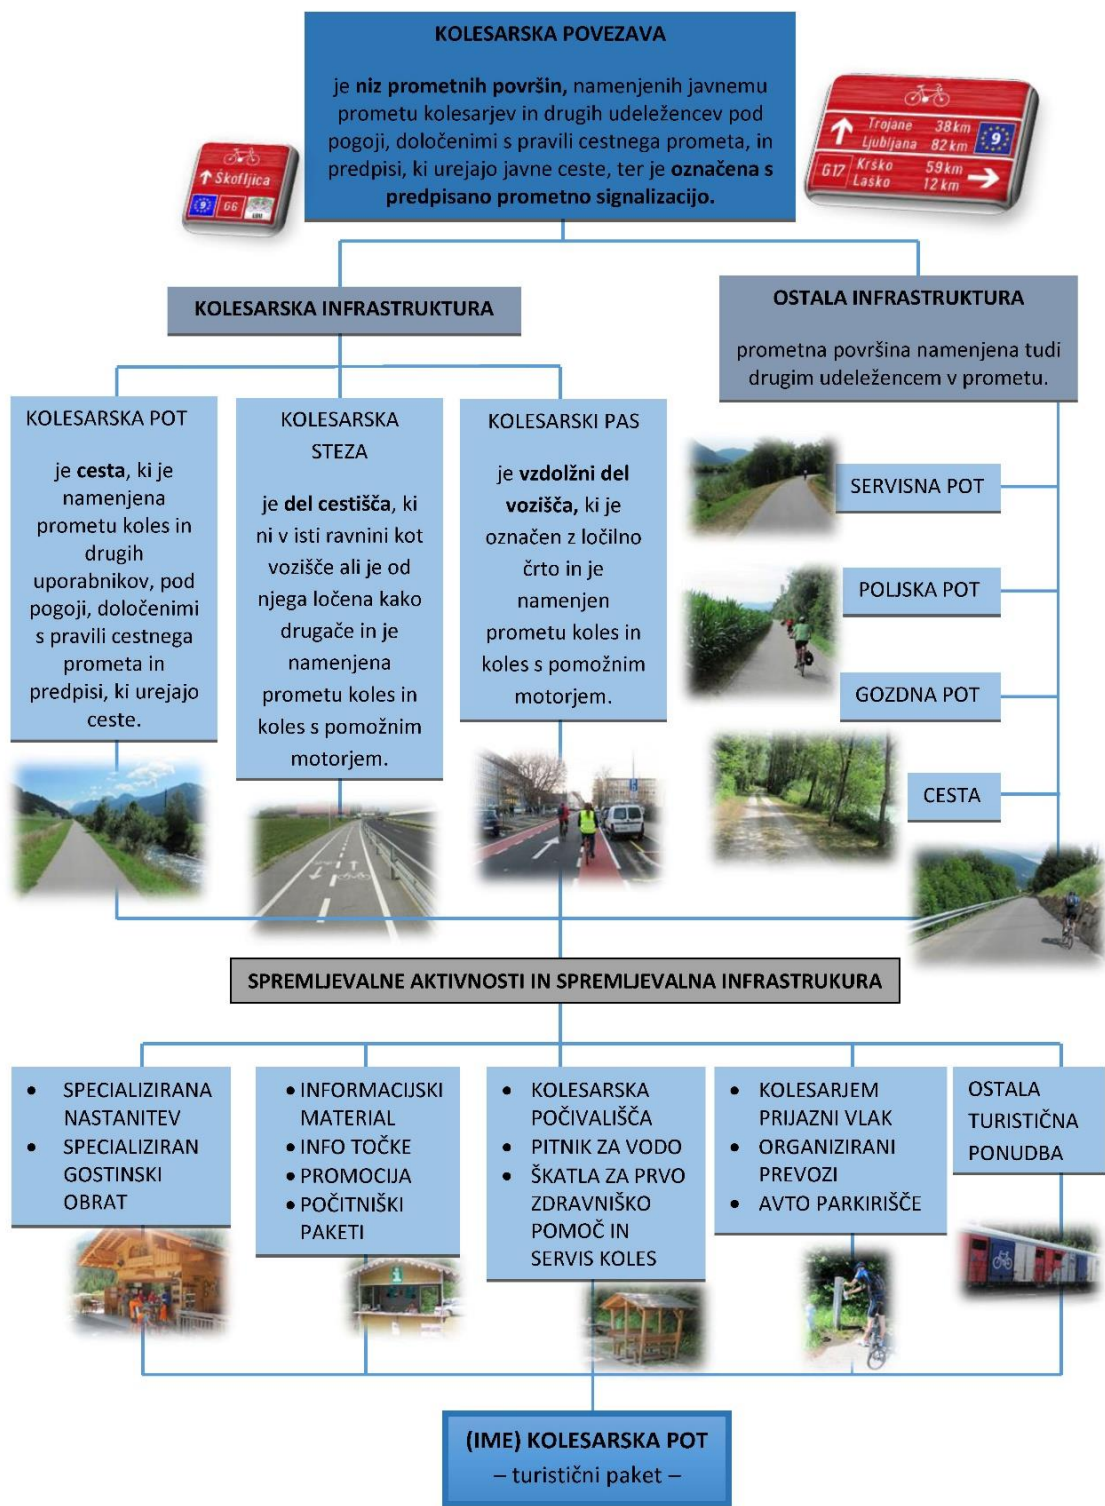 KOLESARSKA POVEZAVA
je niz prometnih površin, namenjenih javnemu
prometu kolesarjev in drugih udeležencev pod
pogoji, določenimi s pravili cestnega prometa, in
predpisi, ki urejajo javne ceste, ter je označena s
predpisano prometno signalizacijo.
Škofljica
9 G6
Trojane 38 km
Ljubljana 82 km
9
G17 Krško 59 km
Laško 12 km
KOLESARSKA INFRASTRUKTURA
OSTALA INFRASTRUKTURA
prometna površina namenjena tudi
drugim udeležencem v prometu.
KOLESARSKA POT
je cesta, ki je
namenjena
prometu koles in
drugih
uporabnikov, pod
pogoji, določenimi
s pravili cestnega
prometa in
predpisi, ki urejajo
ceste.
KOLESARSKA
STEZA
je del cestišča, ki
ni v isti ravnini kot
vozišče ali je od
njega ločena kako
drugače in je
namenjena
prometu koles in
koles s pomožnim
motorjem.
KOLESARSKI PAS
je vzdolžni del
vozišča, ki je
označen z ločilno
črto in je
namenjen
prometu koles in
koles s pomožnim
motorjem.
SERVISNA POT
POLJSKA POT
GOZDNA POT
CESTA
SPREMLJEVALNE AKTIVNOSTI IN SPREMLJEVALNA INFRASTRUKURA
• SPECIALIZIRANA
NASTANITEV
• SPECIALIZIRAN
GOSTINSKI
OBRAT
• INFORMACIJSKI
MATERIAL
• INFO TOČKE
• PROMOCIJA
• POČITNIŠKI
PAKETI
• KOLESARSKA
POČIVALIŠČA
• PITNIK ZA VODO
• ŠKATLA ZA PRVO
ZDRAVNIŠKO
POMOČ IN
SERVIS KOLES
• KOLESARJEM
PRIJAZNI VLAK
• ORGANIZIRANI
PREVOZI
• AVTO PARKIRIŠČE
OSTALA
TURISTIČNA
PONUDBA
i
(IME) KOLESARSKA POT
– turistični paket –